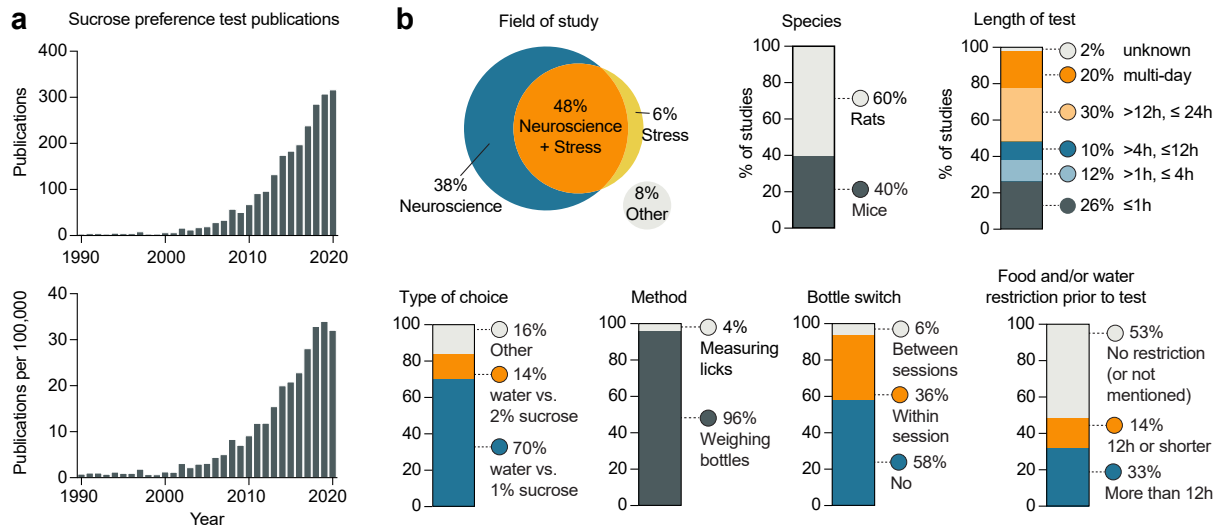 a
Sucrose preference test publications
Publications
400
300
200
100
0
1990
2000
2010
2020
Publications per 100,000
40
30
20
10
0
1990
2000
2010
2020
Year
b
Field of study
48%
Neuroscience
+ Stress
6%
Stress
38%
Neuroscience
8%
Other
Species
% of studies
100
80
60
40
20
0
60%
Rats
40%
Mice
Length of test
% of studies
100
80
60
40
20
0
2% unknown
20% multi-day
30% >12h, ≤ 24h
10% >4h, ≤12h
12% >1h, ≤ 4h
26% ≤1h
Type of choice
100
80
60
40
20
0
16%
Other
14%
water vs.
2% sucrose
70%
water vs.
1% sucrose
Method
100
80
60
40
20
0
4%
Measuring
licks
96%
Weighing
bottles
Bottle switch
100
80
60
40
20
0
6%
Between
sessions
36%
Within
session
58%
No
Food and/or water
restriction prior to test
100
80
60
40
20
0
53%
No restriction
(or not
mentioned)
14%
12h or shorter
33%
More than 12h